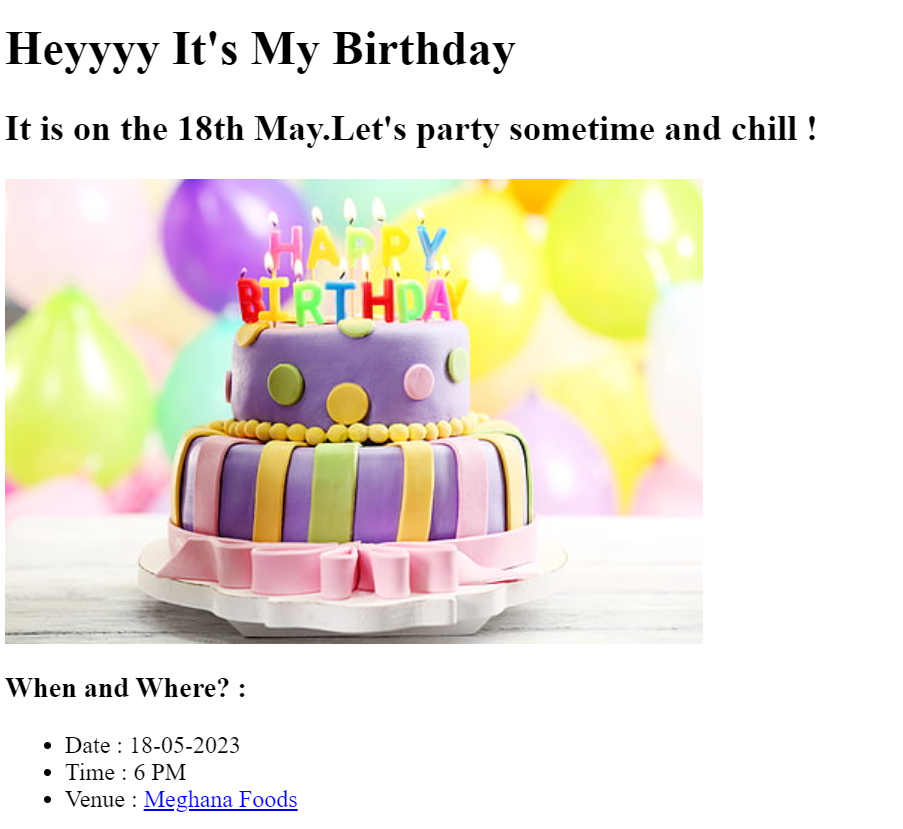 Heyyyy It's My Birthday
It is on the 18th May.Let's party sometime and chill !
HAPPY
BIRTHDAY
When and Where? :
Date : 18-05-2023
Time : 6 PM
Venue : Meghana Foods